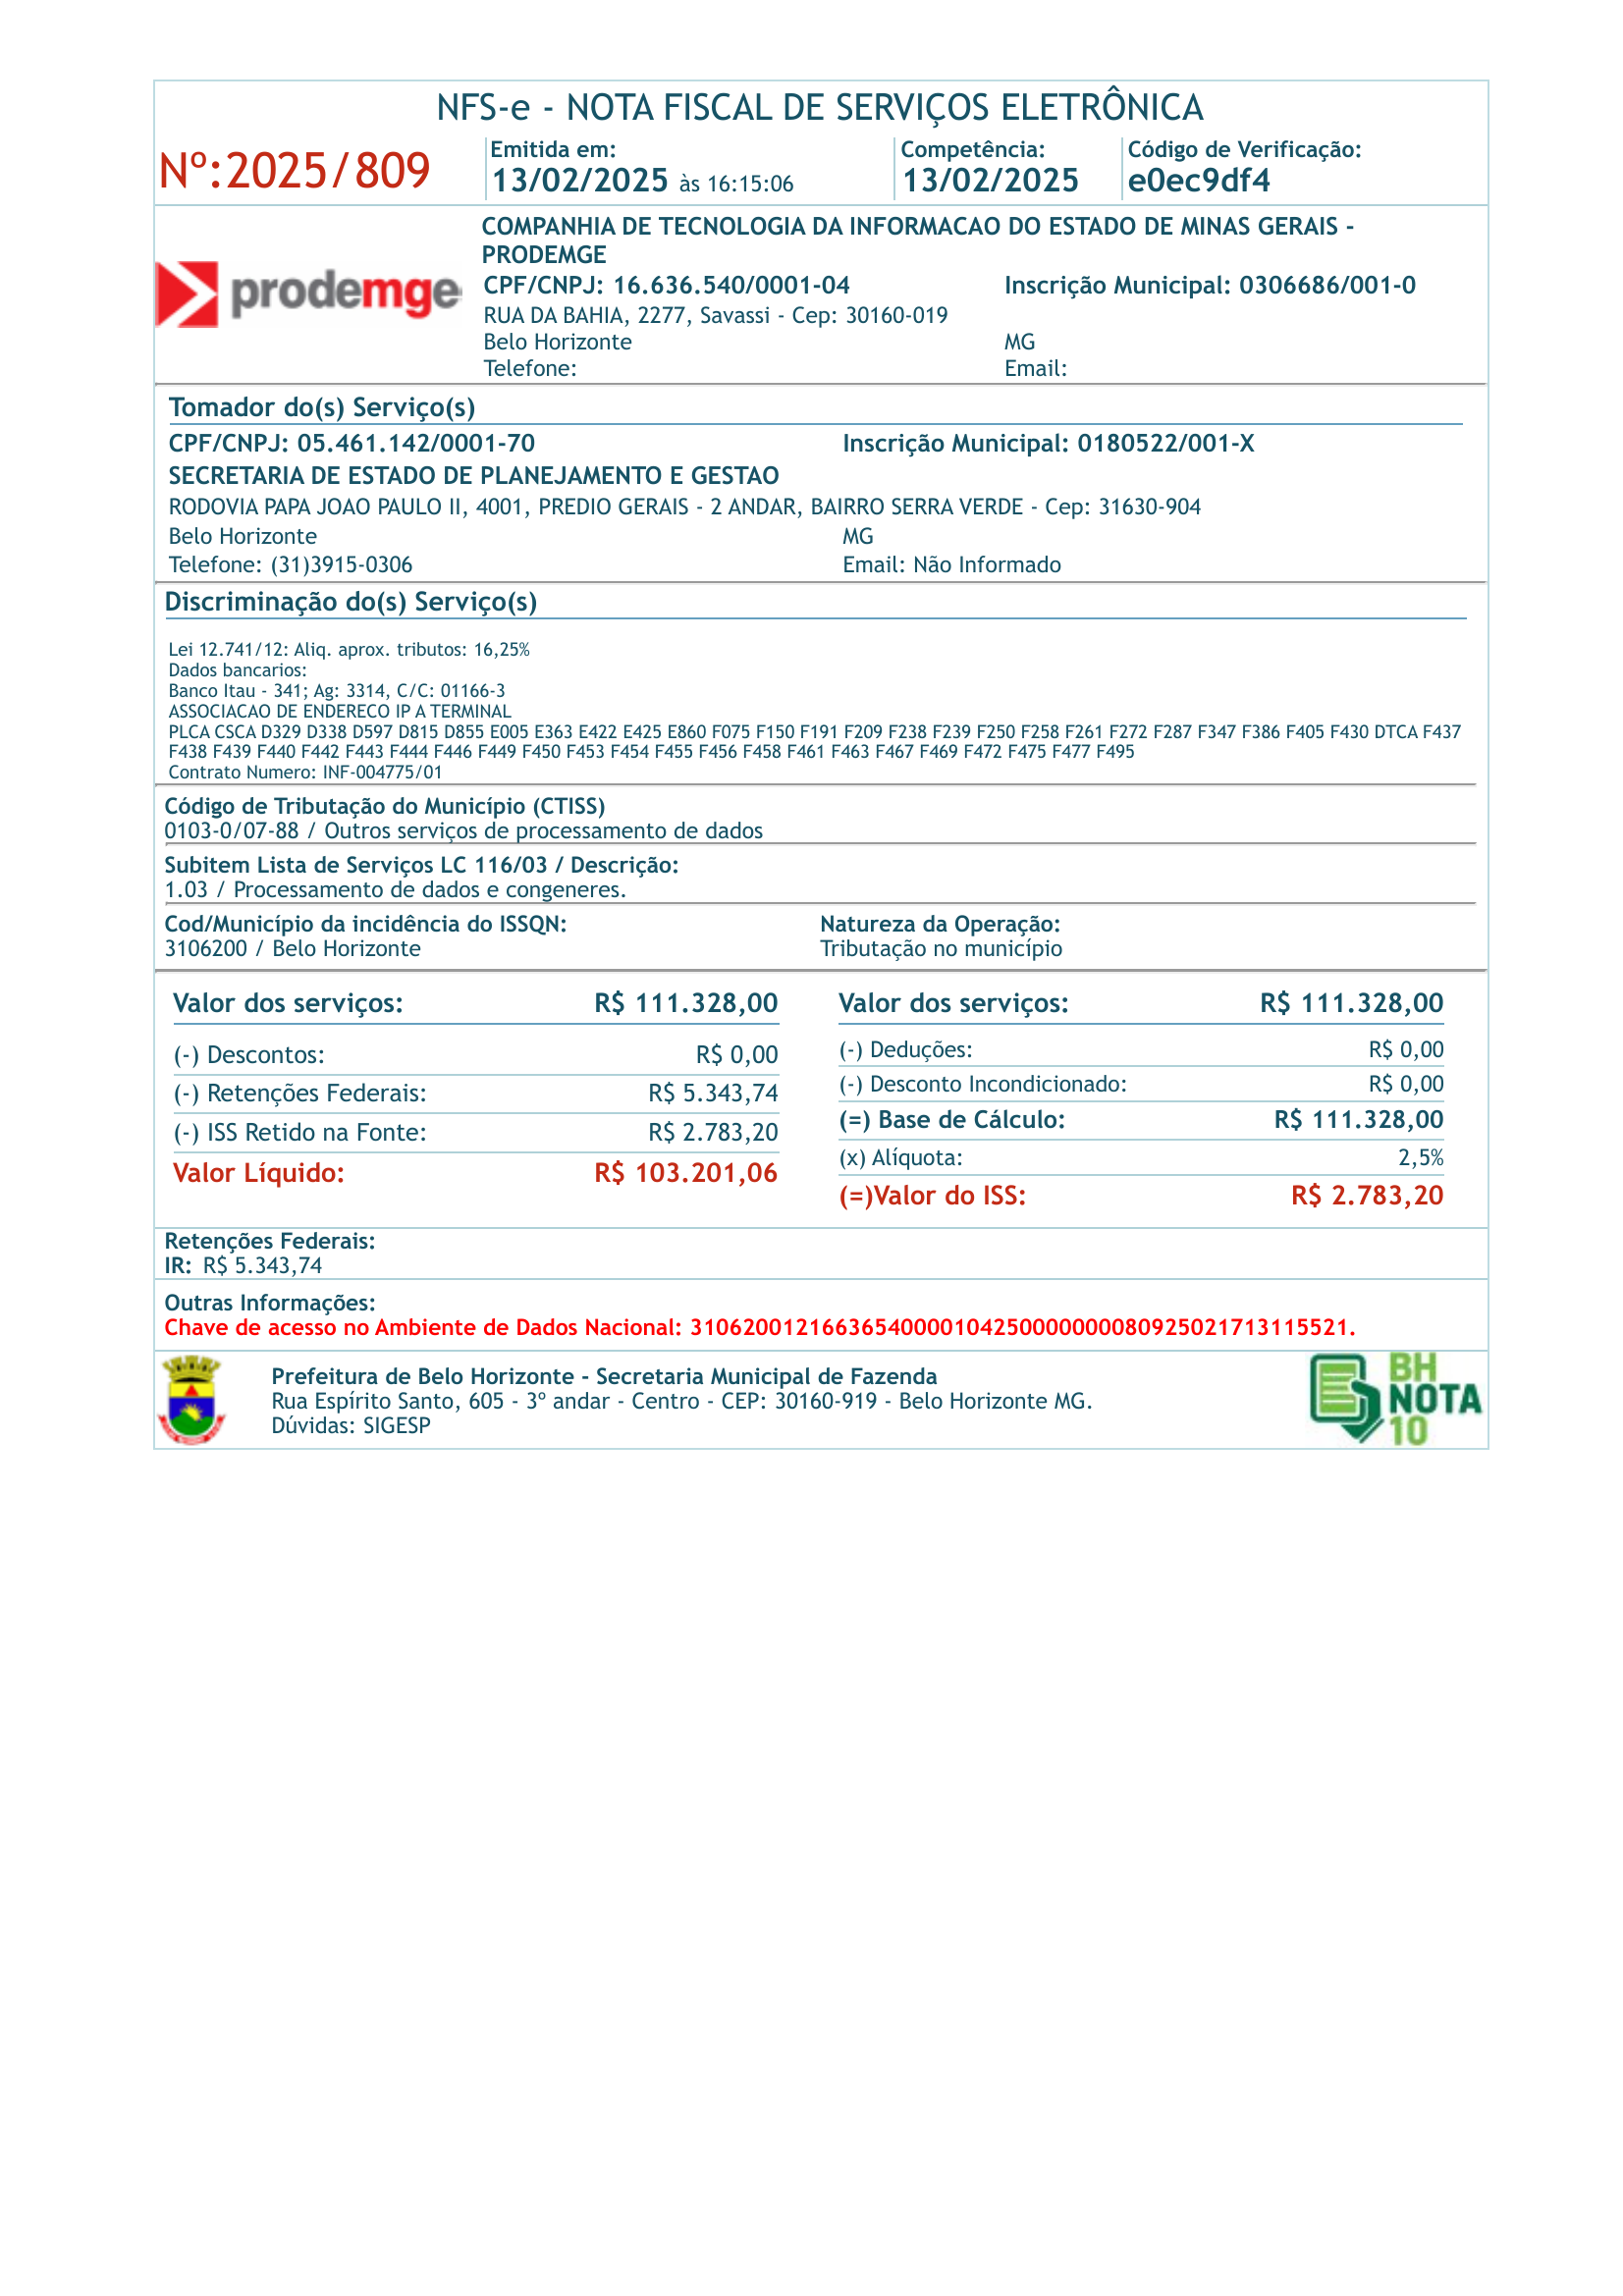 NFS-e - NOTA FISCAL DE SERVIÇOS ELETRÔNICA
Nº:2025/809
Emitida em:
13/02/2025 às 16:15:06
Competência:
13/02/2025
Código de Verificação:
e0ec9df4
prodemge
COMPANHIA DE TECNOLOGIA DA INFORMACAO DO ESTADO DE MINAS GERAIS -
PRODEMGE
CPF/CNPJ: 16.636.540/0001-04 Inscrição Municipal: 0306686/001-0
RUA DA BAHIA, 2277, Savassi - Cep: 30160-019
Belo Horizonte MG
Telefone: Email:
Tomador do(s) Serviço(s)
CPF/CNPJ: 05.461.142/0001-70 Inscrição Municipal: 0180522/001-X
SECRETARIA DE ESTADO DE PLANEJAMENTO E GESTAO
RODOVIA PAPA JOAO PAULO II, 4001, PREDIO GERAIS - 2 ANDAR, BAIRRO SERRA VERDE - Cep: 31630-904
Belo Horizonte MG
Telefone: (31)3915-0306 Email: Não Informado
Discriminação do(s) Serviço(s)
Lei 12.741/12: Aliq. aprox. tributos: 16,25%
Dados bancarios:
Banco Itau - 341; Ag: 3314, C/C: 01166-3
ASSOCIACAO DE ENDERECO IP A TERMINAL
PLCA CSCA D329 D338 D597 D815 D855 E005 E363 E422 E425 E860 F075 F150 F191 F209 F238 F239 F250 F258 F261 F272 F287 F347 F386 F405 F430 DTCA F437
F438 F439 F440 F442 F443 F444 F446 F449 F450 F453 F454 F455 F456 F458 F461 F463 F467 F469 F472 F475 F477 F495
Contrato Numero: INF-004775/01
Código de Tributação do Município (CTISS)
0103-0/07-88 / Outros serviços de processamento de dados
Subitem Lista de Serviços LC 116/03 / Descrição:
1.03 / Processamento de dados e congeneres.
Cod/Município da incidência do ISSQN: Natureza da Operação:
3106200 / Belo Horizonte Tributação no município
Valor dos serviços: R$ 111.328,00
(-) Descontos: R$ 0,00
(-) Retenções Federais: R$ 5.343,74
(-) ISS Retido na Fonte: R$ 2.783,20
Valor Líquido: R$ 103.201,06
Valor dos serviços: R$ 111.328,00
(-) Deduções: R$ 0,00
(-) Desconto Incondicionado: R$ 0,00
(=) Base de Cálculo: R$ 111.328,00
(x) Alíquota: 2,5%
(=)Valor do ISS: R$ 2.783,20
Retenções Federais:
IR: R$ 5.343,74
Outras Informações:
Chave de acesso no Ambiente de Dados Nacional: 31062001216636540000104250000000080925021713115521.
Prefeitura de Belo Horizonte - Secretaria Municipal de Fazenda
Rua Espírito Santo, 605 - 3º andar - Centro - CEP: 30160-919 - Belo Horizonte MG.
Dúvidas: SIGESP
BH
NOTA
10